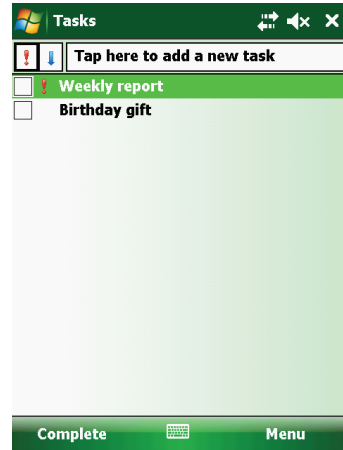 Tasks
Tap here to add a new task
Weekly report
Birthday gift
Complete
Menu